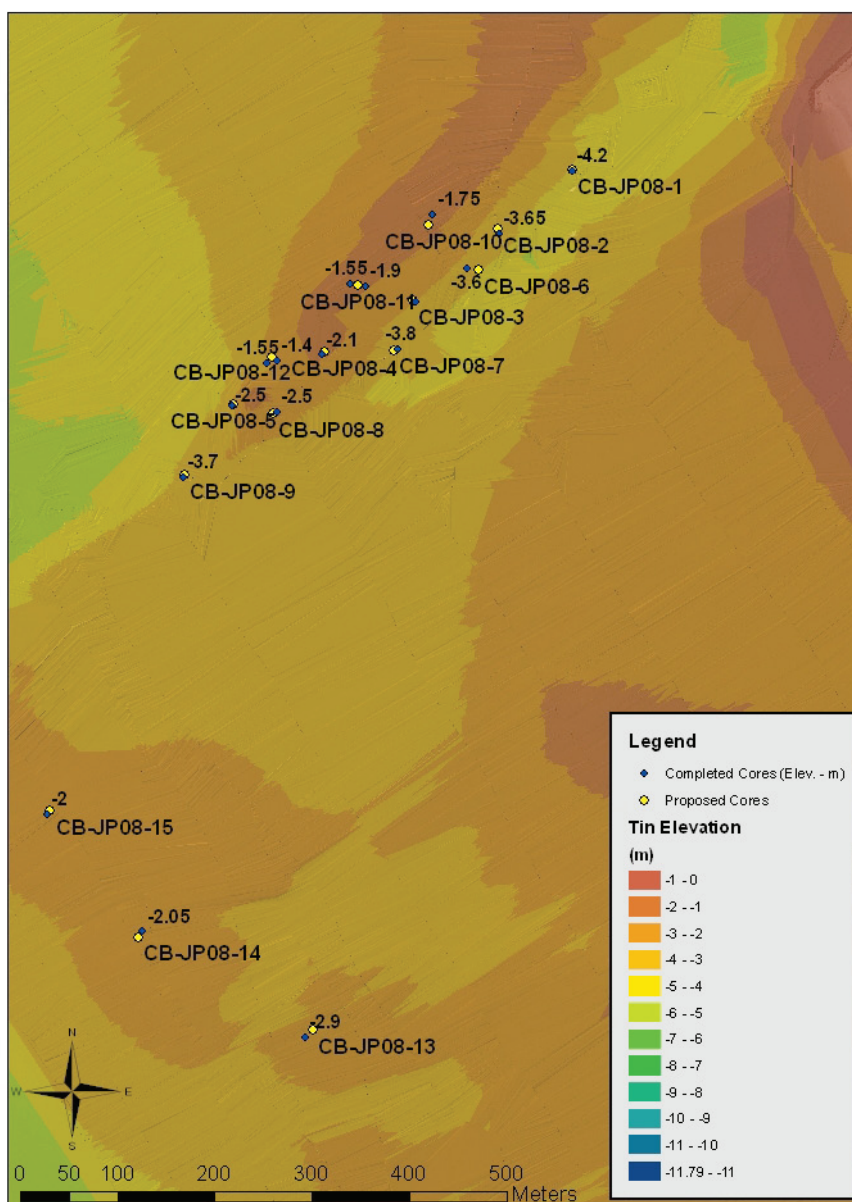 -4.2
CB-JP08-1
-1.75
-3.65
CB-JP08-10
CB-JP08-2
-1.55
-1.9
-3.6
CB-JP08-6
CB-JP08-11
CB-JP08-3
-1.55
-1.4
-2.1
-3.8
CB-JP08-12
CB-JP08-4
CB-JP08-7
-2.5
-2.5
CB-JP08-5
CB-JP08-8
-3.7
CB-JP08-9
-2
CB-JP08-15
-2.05
CB-JP08-14
-2.9
CB-JP08-13
Legend
Completed Cores (Elev. - m)
Proposed Cores
Tin Elevation
(m)
-1 - 0
-2 - -1
-3 - -2
-4 - -3
-5 - -4
-6 - -5
-7 - -6
-8 - -7
-9 - -8
-10 - -9
-11 - -10
-11.79 - -11
N
W E
S
0 50 100 200 300 400 500
Meters